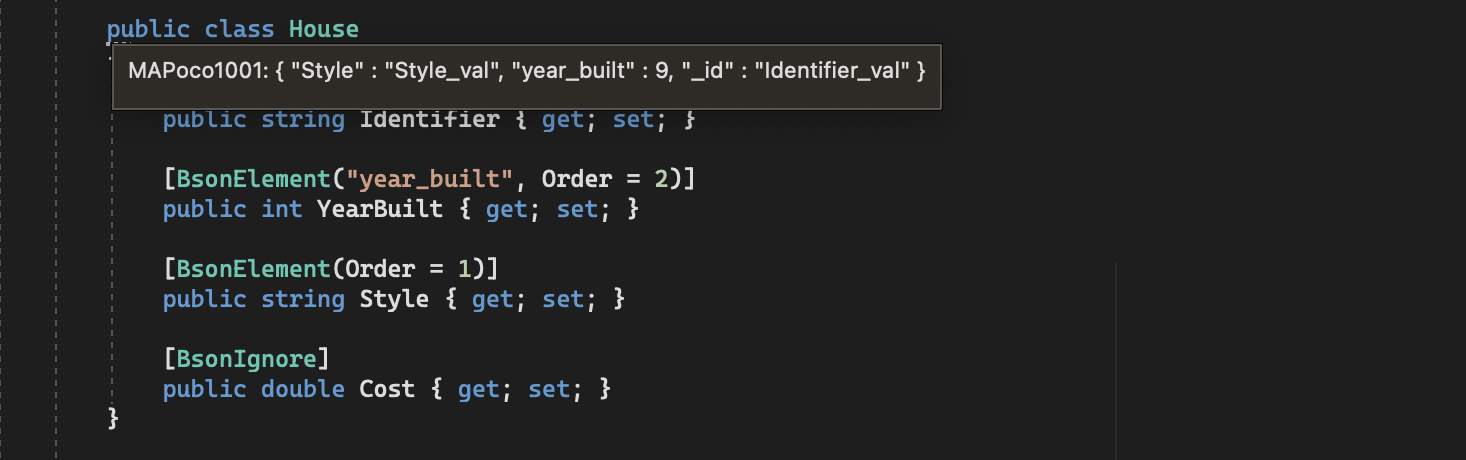 public class House
MAPoco1001: { "Style" : "Style_val", "year_built" : 9, "_id" : "Identifier_val" }
public string Identifier { get; set; }
[BsonElement("year_built", Order = 2)]
public int YearBuilt { get; set; }
[BsonElement(Order = 1)]
public string Style { get; set; }
[BsonIgnore]
public double Cost { get; set; }
}